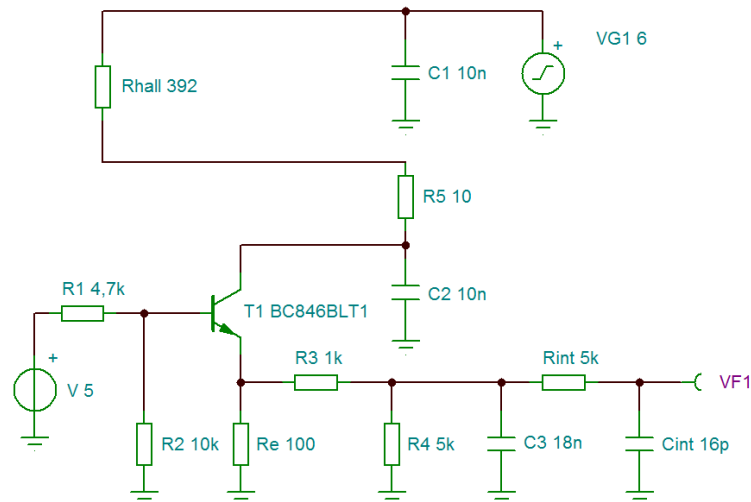 VG1 6
C1 10n
Rhall 392
R5 10
R1 4,7k
T1 BC846BLT1
C2 10n
R3 1k
Rint 5k
VF1
V 5
R2 10k
Re 100
R4 5k
C3 18n
Cint 16p
+
+